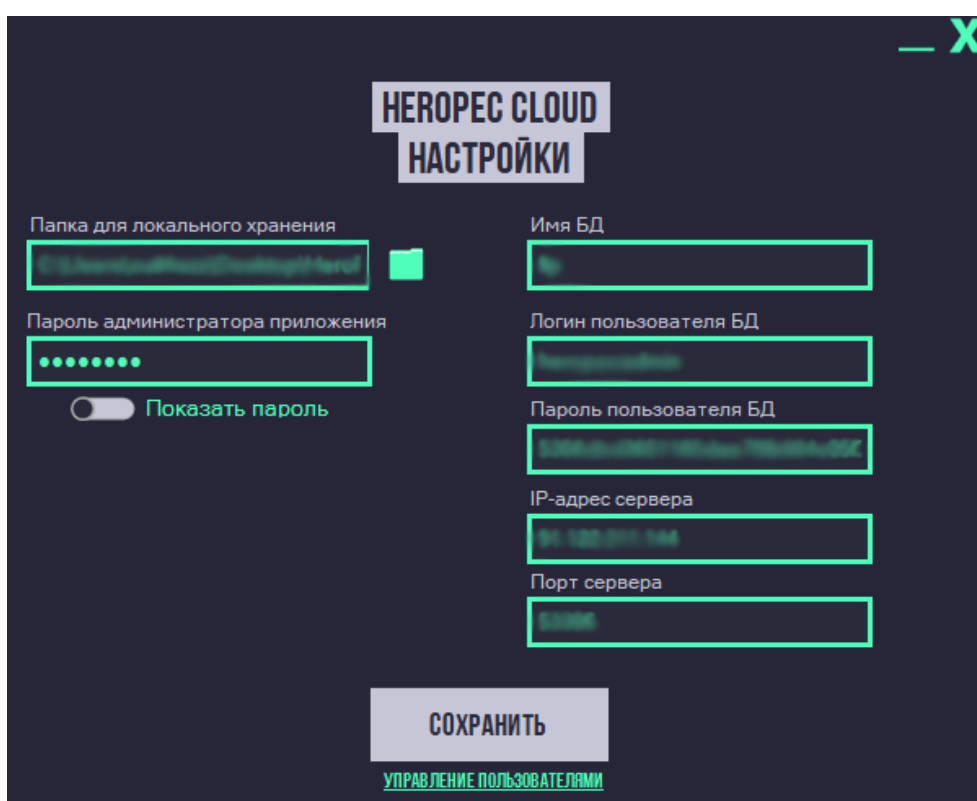 HEROPEC CLOUD
НАСТРОЙКИ
Папка для локального хранения
Пароль администратора приложения
••••••••
Показать пароль
Имя БД
Логин пользователя БД
Пароль пользователя БД
IP-адрес сервера
Порт сервера
СОХРАНИТЬ
УПРАВЛЕНИЕ ПОЛЬЗОВАТЕЛЯМИ